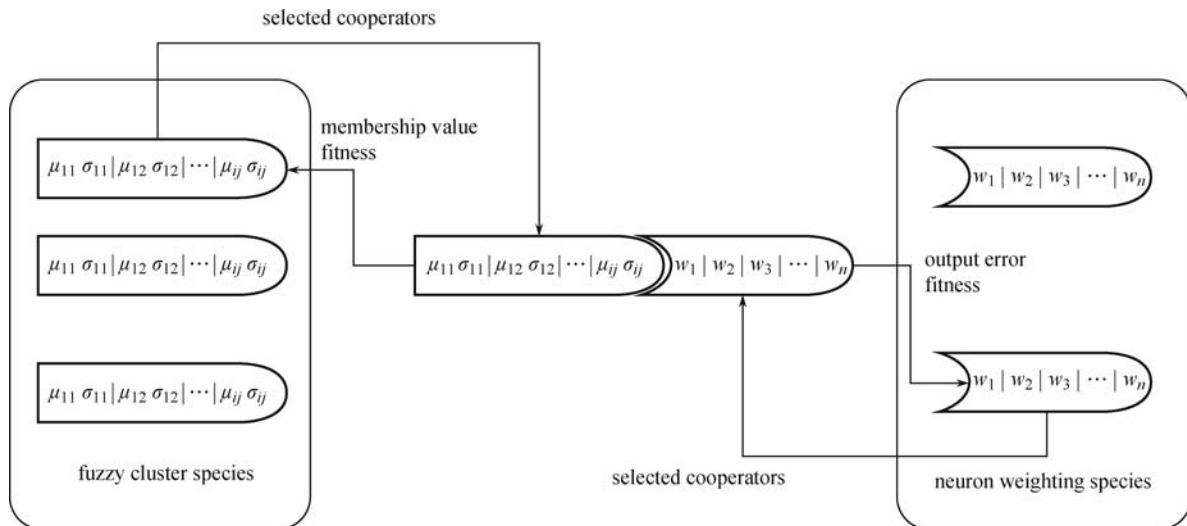 selected cooperators
membership value
fitness
μ₁₁ σ₁₁ | μ₁₂ σ₁₂ | ⋯ | μᵢⱼ σᵢⱼ
μ₁₁ σ₁₁ | μ₁₂ σ₁₂ | ⋯ | μᵢⱼ σᵢⱼ
μ₁₁ σ₁₁ | μ₁₂ σ₁₂ | ⋯ | μᵢⱼ σᵢⱼ
fuzzy cluster species
μ₁₁ σ₁₁ | μ₁₂ σ₁₂ | ⋯ | μᵢⱼ σᵢⱼ
w₁ | w₂ | w₃ | ⋯ | wₙ
selected cooperators
output error
fitness
w₁ | w₂ | w₃ | ⋯ | wₙ
w₁ | w₂ | w₃ | ⋯ | wₙ
neuron weighting species